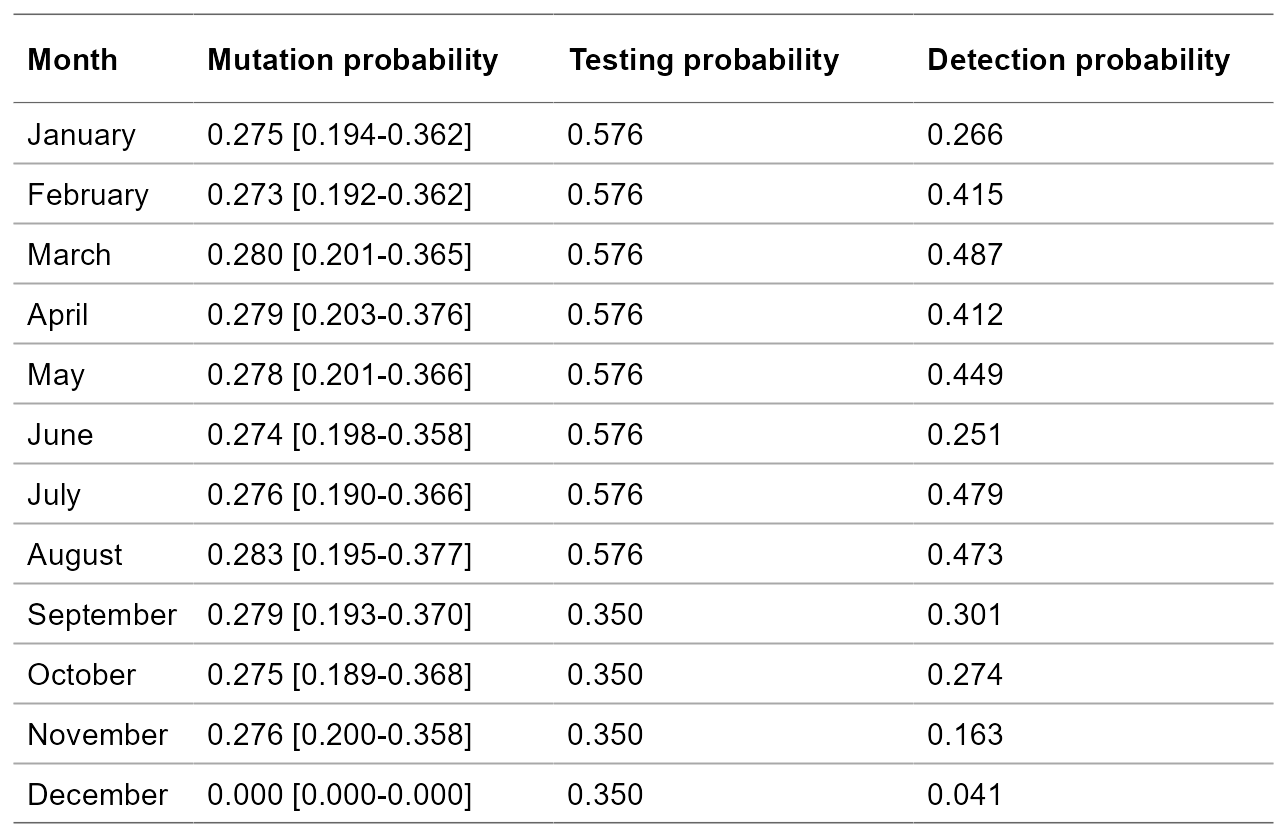 Month Mutation probability Testing probability Detection probability
January 0.275 [0.194-0.362] 0.576 0.266
February 0.273 [0.192-0.362] 0.576 0.415
March 0.280 [0.201-0.365] 0.576 0.487
April 0.279 [0.203-0.376] 0.576 0.412
May 0.278 [0.201-0.366] 0.576 0.449
June 0.274 [0.198-0.358] 0.576 0.251
July 0.276 [0.190-0.366] 0.576 0.479
August 0.283 [0.195-0.377] 0.576 0.473
September 0.279 [0.193-0.370] 0.350 0.301
October 0.275 [0.189-0.368] 0.350 0.274
November 0.276 [0.200-0.358] 0.350 0.163
December 0.000 [0.000-0.000] 0.350 0.041